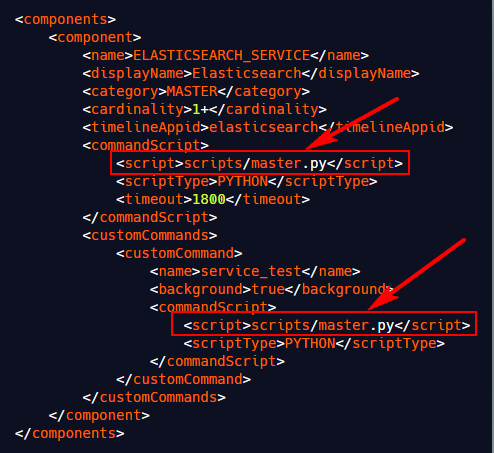 <components>
<component>
<name>ELASTICSEARCH_SERVICE</name>
<displayName>Elasticsearch</displayName>
<category>MASTER</category>
<cardinality>1+</cardinality>
<timelineAppid>elasticsearch</timelineAppid>
<commandScript>
<script>scripts/master.py</script>
<scriptType>PYTHON</scriptType>
<timeout>1800</timeout>
</commandScript>
<customCommands>
<customCommand>
<name>service_test</name>
<background>true</background>
<commandScript>
<script>scripts/master.py</script>
<scriptType>PYTHON</scriptType>
</commandScript>
</customCommand>
</customCommands>
</component>
</components>